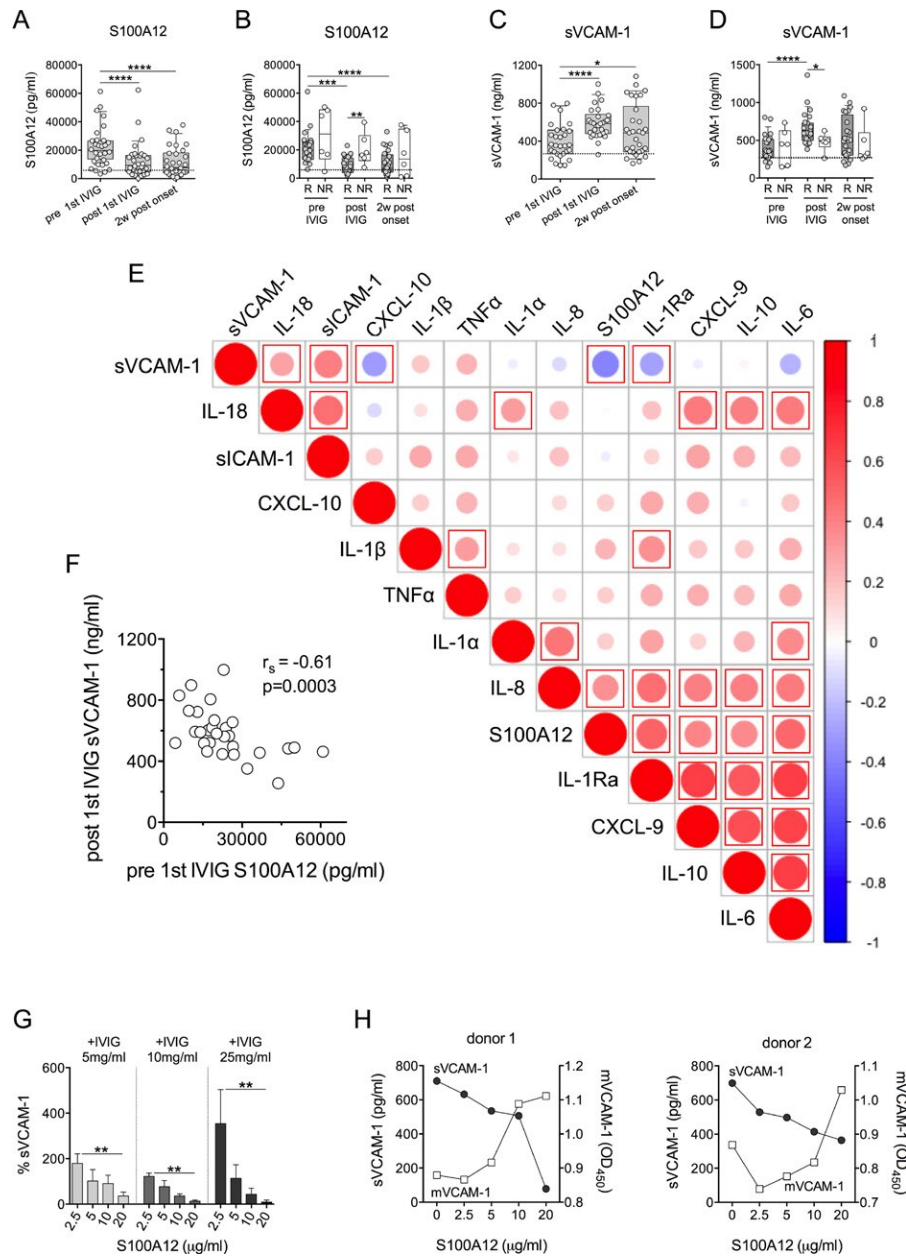 A
S100A12
S100A12 (pg/ml)
80000
60000
40000
20000
0
****
****
pre 1st IVIG
post 1st IVIG
2w post onset
B
S100A12
S100A12 (pg/ml)
80000
60000
40000
20000
0
****
***
**
R NR R NR R NR
pre IVIG
post IVIG
2w post onset
C
sVCAM-1
sVCAM-1 (ng/ml)
1500
1000
500
0
*
****
pre 1st IVIG
post 1st IVIG
2w post onset
D
sVCAM-1
sVCAM-1 (pg/ml)
1500
1000
500
0
****
*
R NR R NR R NR
pre IVIG
post IVIG
2w post onset
E
sVCAM-1 IL-18 sICAM-1 CXCL-10 IL-1β TNFα IL-1α IL-8 S100A12 IL-1Ra CXCL-9 IL-10 IL-6
sVCAM-1
IL-18
sICAM-1
CXCL-10
IL-1β
TNFα
IL-1α
IL-8
S100A12
IL-1Ra
CXCL-9
IL-10
IL-6
1
0.8
0.6
0.4
0.2
0
-0.2
-0.4
-0.6
-0.8
-1
F
post 1st IVIG sVCAM-1 (ng/ml)
1200
900
600
300
0
rs = -0.61
p=0.0003
0 15000 30000 45000 60000
pre 1st IVIG S100A12 (pg/ml)
G
+IVIG 5mg/ml
+IVIG 10mg/ml
+IVIG 25mg/ml
% sVCAM-1
600
400
200
0
**
**
**
2.5 5 10 20 2.5 5 10 20 2.5 5 10 20
S100A12 (μg/ml)
H
donor 1
sVCAM-1 (pg/ml)
800
600
400
200
0
sVCAM-1
mVCAM-1
1.2
1.1
1.0
0.9
0.8
mVCAM-1 (OD450)
0 2.5 5 10 20
S100A12 (μg/ml)
donor 2
sVCAM-1 (pg/ml)
800
600
400
200
0
sVCAM-1
mVCAM-1
1.1
1.0
0.9
0.8
0.7
mVCAM-1 (OD450)
0 2.5 5 10 20
S100A12 (μg/ml)